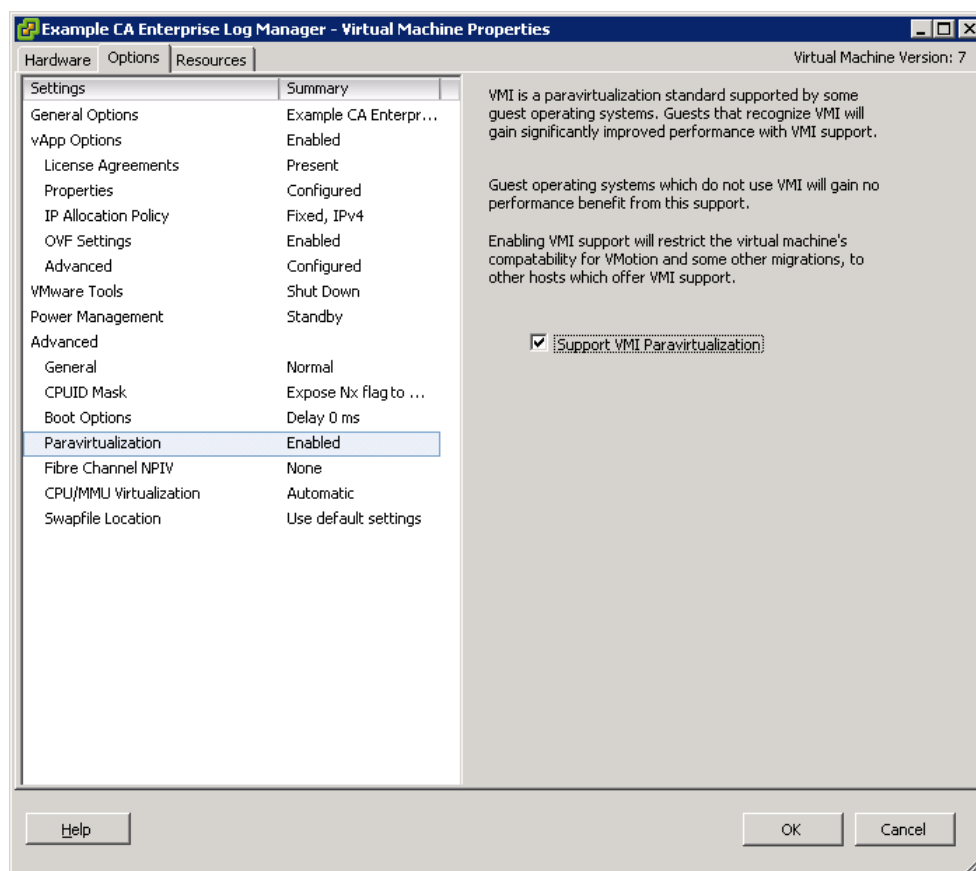 Example CA Enterprise Log Manager - Virtual Machine Properties
Hardware Options Resources Virtual Machine Version: 7
Settings Summary
General Options Example CA Enterpr...
vApp Options Enabled
License Agreements Present
Properties Configured
IP Allocation Policy Fixed, IPv4
OVF Settings Enabled
Advanced Configured
VMware Tools Shut Down
Power Management Standby
Advanced
General Normal
CPUID Mask Expose Nx flag to ...
Boot Options Delay 0 ms
Paravirtualization Enabled
Fibre Channel NPIV None
CPU/MMU Virtualization Automatic
Swapfile Location Use default settings
VMI is a paravirtualization standard supported by some
guest operating systems. Guests that recognize VMI will
gain significantly improved performance with VMI support.
Guest operating systems which do not use VMI will gain no
performance benefit from this support.
Enabling VMI support will restrict the virtual machine's
compatability for VMotion and some other migrations, to
other hosts which offer VMI support.
Support VMI Paravirtualization
Help OK Cancel